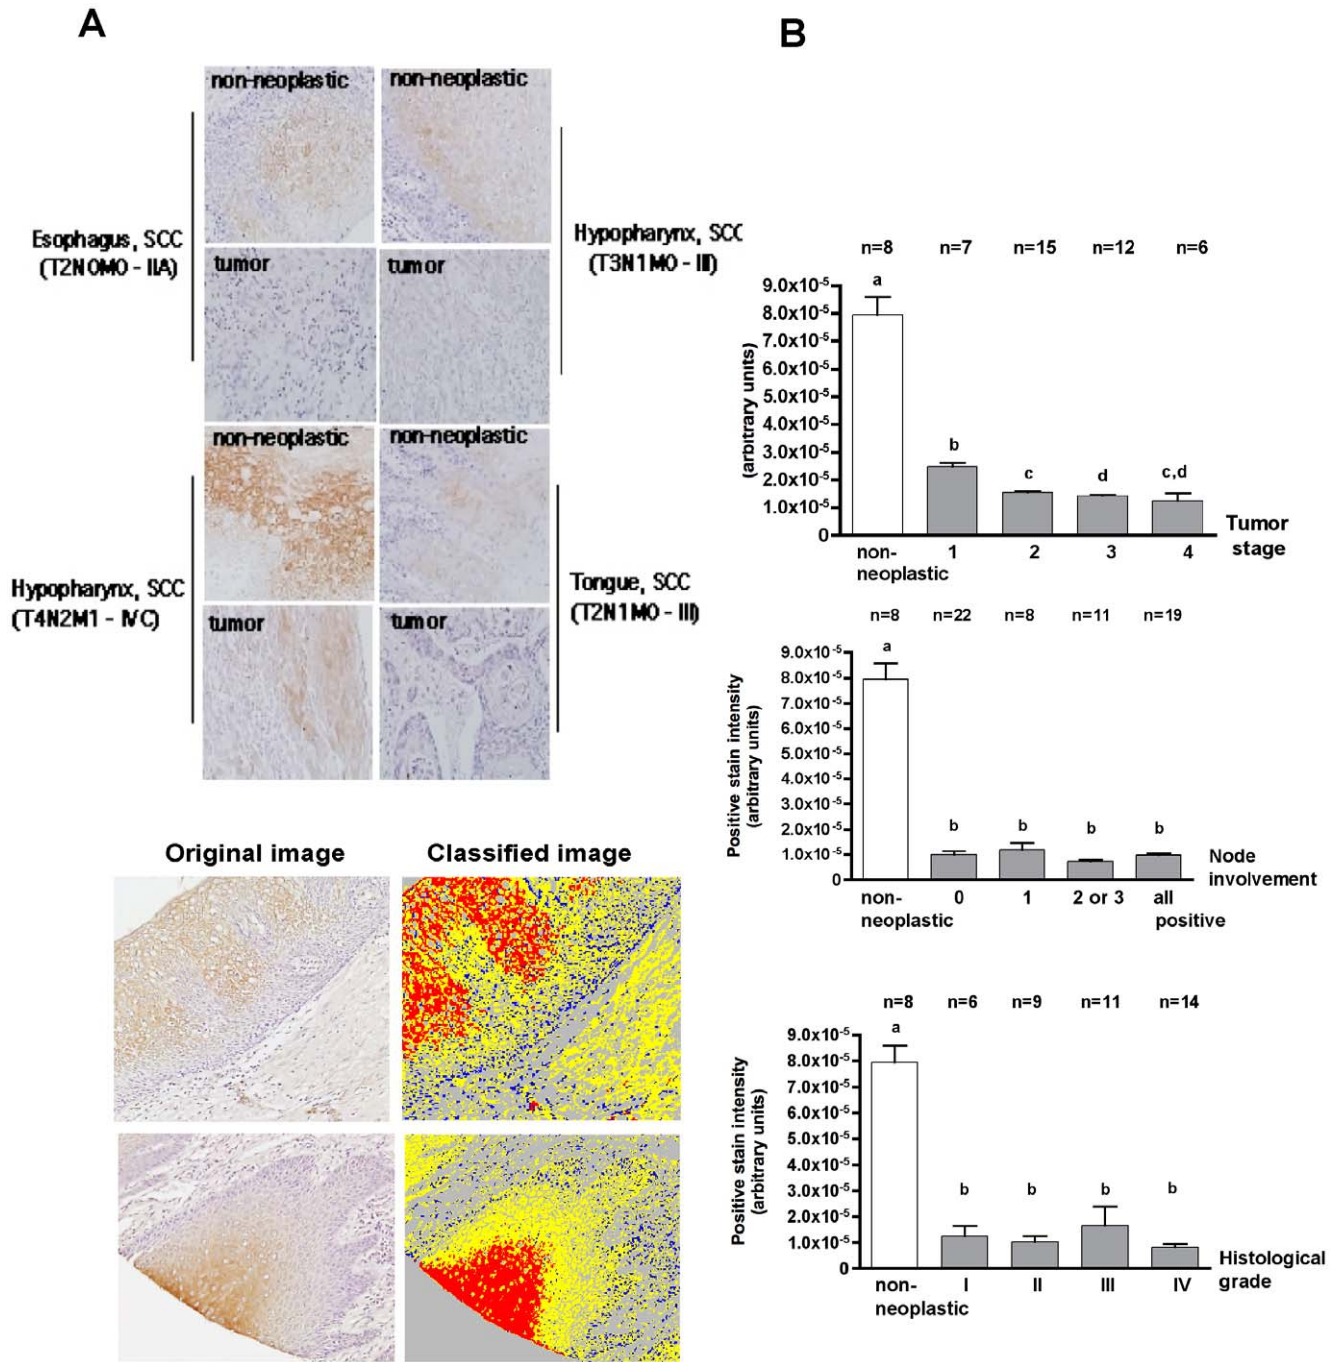 A
non-neoplastic
non-neoplastic
Esophagus, SCC
(T2N0M0 - IIA)
Hypopharynx, SCC
(T3N1M0 - III)
tumor
tumor
non-neoplastic
non-neoplastic
Hypopharynx, SCC
(T4N2M1 - IVC)
Tongue, SCC
(T2N1M0 - III)
tumor
tumor
Original image
Classified image
B
n=8 n=7 n=15 n=12 n=6
(arbitrary units)
9.0x10-5
8.0x10-5
7.0x10-5
6.0x10-5
5.0x10-5
4.0x10-5
3.0x10-5
2.0x10-5
1.0x10-5
0
a
b
c
d
c,d
non-
neoplastic
1 2 3 4
Tumor
stage
n=8 n=22 n=8 n=11 n=19
Positive stain intensity
(arbitrary units)
9.0x10-5
8.0x10-5
7.0x10-5
6.0x10-5
5.0x10-5
4.0x10-5
3.0x10-5
2.0x10-5
1.0x10-5
0
a
b
b
b
b
non-
neoplastic
0 1 2 or 3 all
positive
Node
involvement
n=8 n=6 n=9 n=11 n=14
Positive stain intensity
(arbitrary units)
9.0x10-5
8.0x10-5
7.0x10-5
6.0x10-5
5.0x10-5
4.0x10-5
3.0x10-5
2.0x10-5
1.0x10-5
0
a
b
b
b
b
non-
neoplastic
I II III IV
Histological
grade